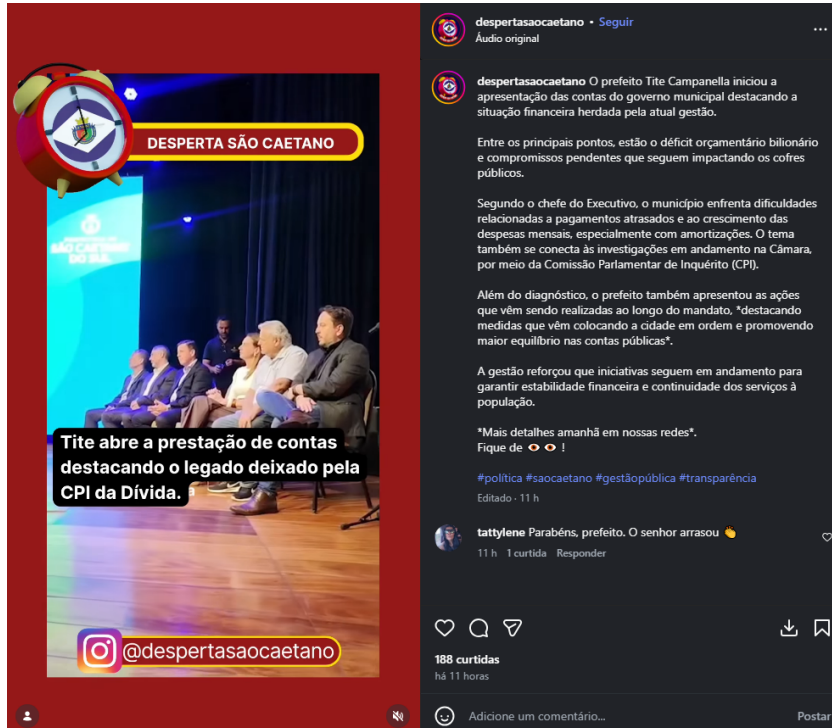 DESPERTA SÃO CAETANO
SÃO CAETANO
DO SUL
Tite abre a prestação de contas
destacando o legado deixado pela
CPI da Dívida.
@despertasaocaetano
despertasaocaetano • Seguir
Áudio original
despertasaocaetano O prefeito Tite Campanella iniciou a
apresentação das contas do governo municipal destacando a
situação financeira herdada pela atual gestão.
Entre os principais pontos, estão o déficit orçamentário bilionário
e compromissos pendentes que seguem impactando os cofres
públicos.
Segundo o chefe do Executivo, o município enfrenta dificuldades
relacionadas a pagamentos atrasados e ao crescimento das
despesas mensais, especialmente com amortizações. O tema
também se conecta às investigações em andamento na Câmara,
por meio da Comissão Parlamentar de Inquérito (CPI).
Além do diagnóstico, o prefeito também apresentou as ações
que vêm sendo realizadas ao longo do mandato, *destacando
medidas que vêm colocando a cidade em ordem e promovendo
maior equilíbrio nas contas públicas*.
A gestão reforçou que iniciativas seguem em andamento para
garantir estabilidade financeira e continuidade dos serviços à
população.
*Mais detalhes amanhã em nossas redes*.
Fique de 👁️ 👁️ !
#política #saocaetano #gestãopública #transparência
Editado · 11 h
tattylene Parabéns, prefeito. O senhor arrasou 👏
11 h 1 curtida Responder
188 curtidas
há 11 horas
Adicione um comentário...
Postar